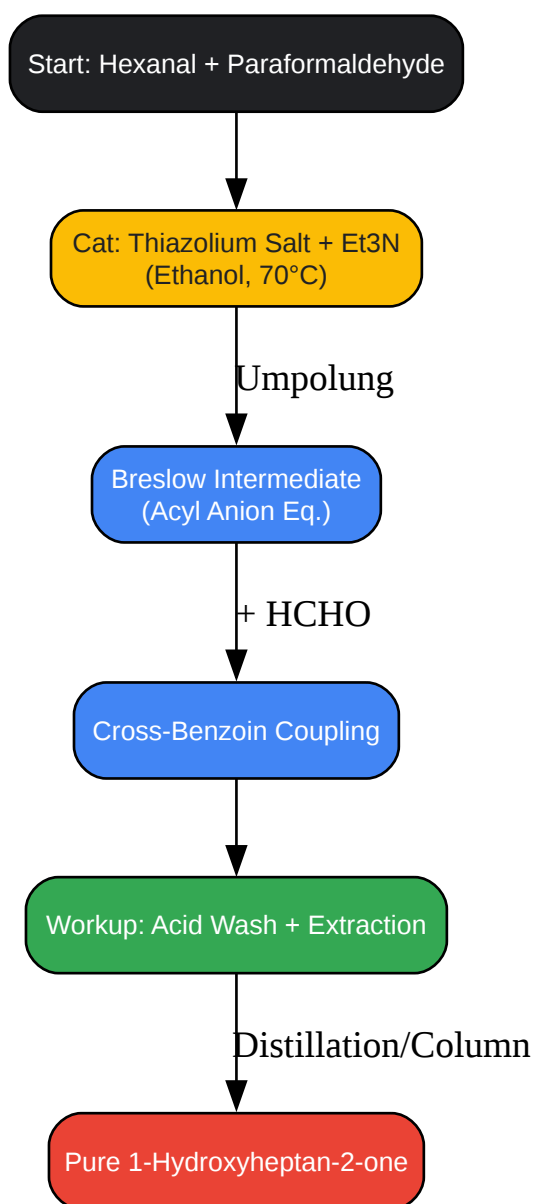 Start: Hexanal + Paraformaldehyde
Cat: Thiazolium Salt + Et3N
(Ethanol, 70°C)
Umpolung
Breslow Intermediate
(Acyl Anion Eq.)
+ HCHO
Cross-Benzoin Coupling
Workup: Acid Wash + Extraction
Distillation/Column
Pure 1-Hydroxyheptan-2-one